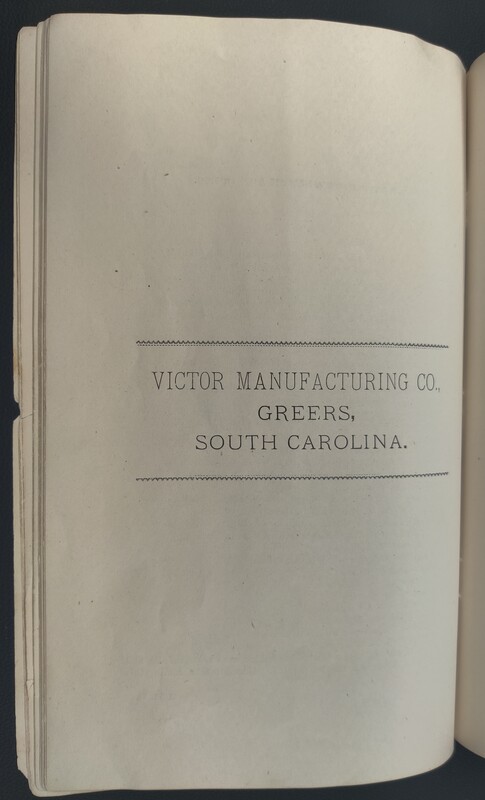 VICTOR MANUFACTURING CO.,
GREERS,
SOUTH CAROLINA.